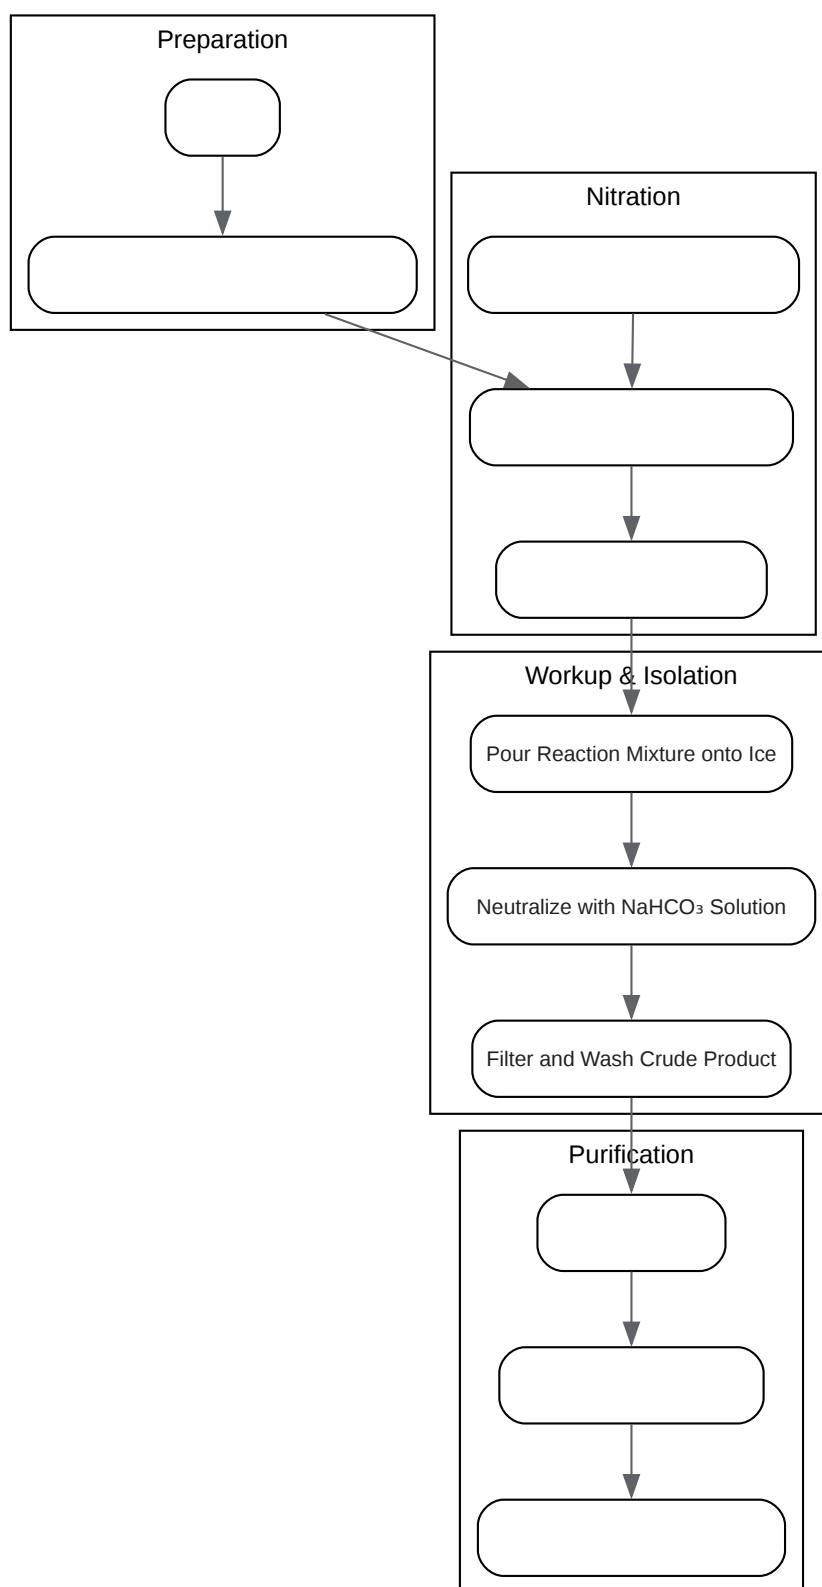 Preparation
Nitration
Workup & Isolation
Pour Reaction Mixture onto Ice
Neutralize with NaHCO₃ Solution
Filter and Wash Crude Product
Purification